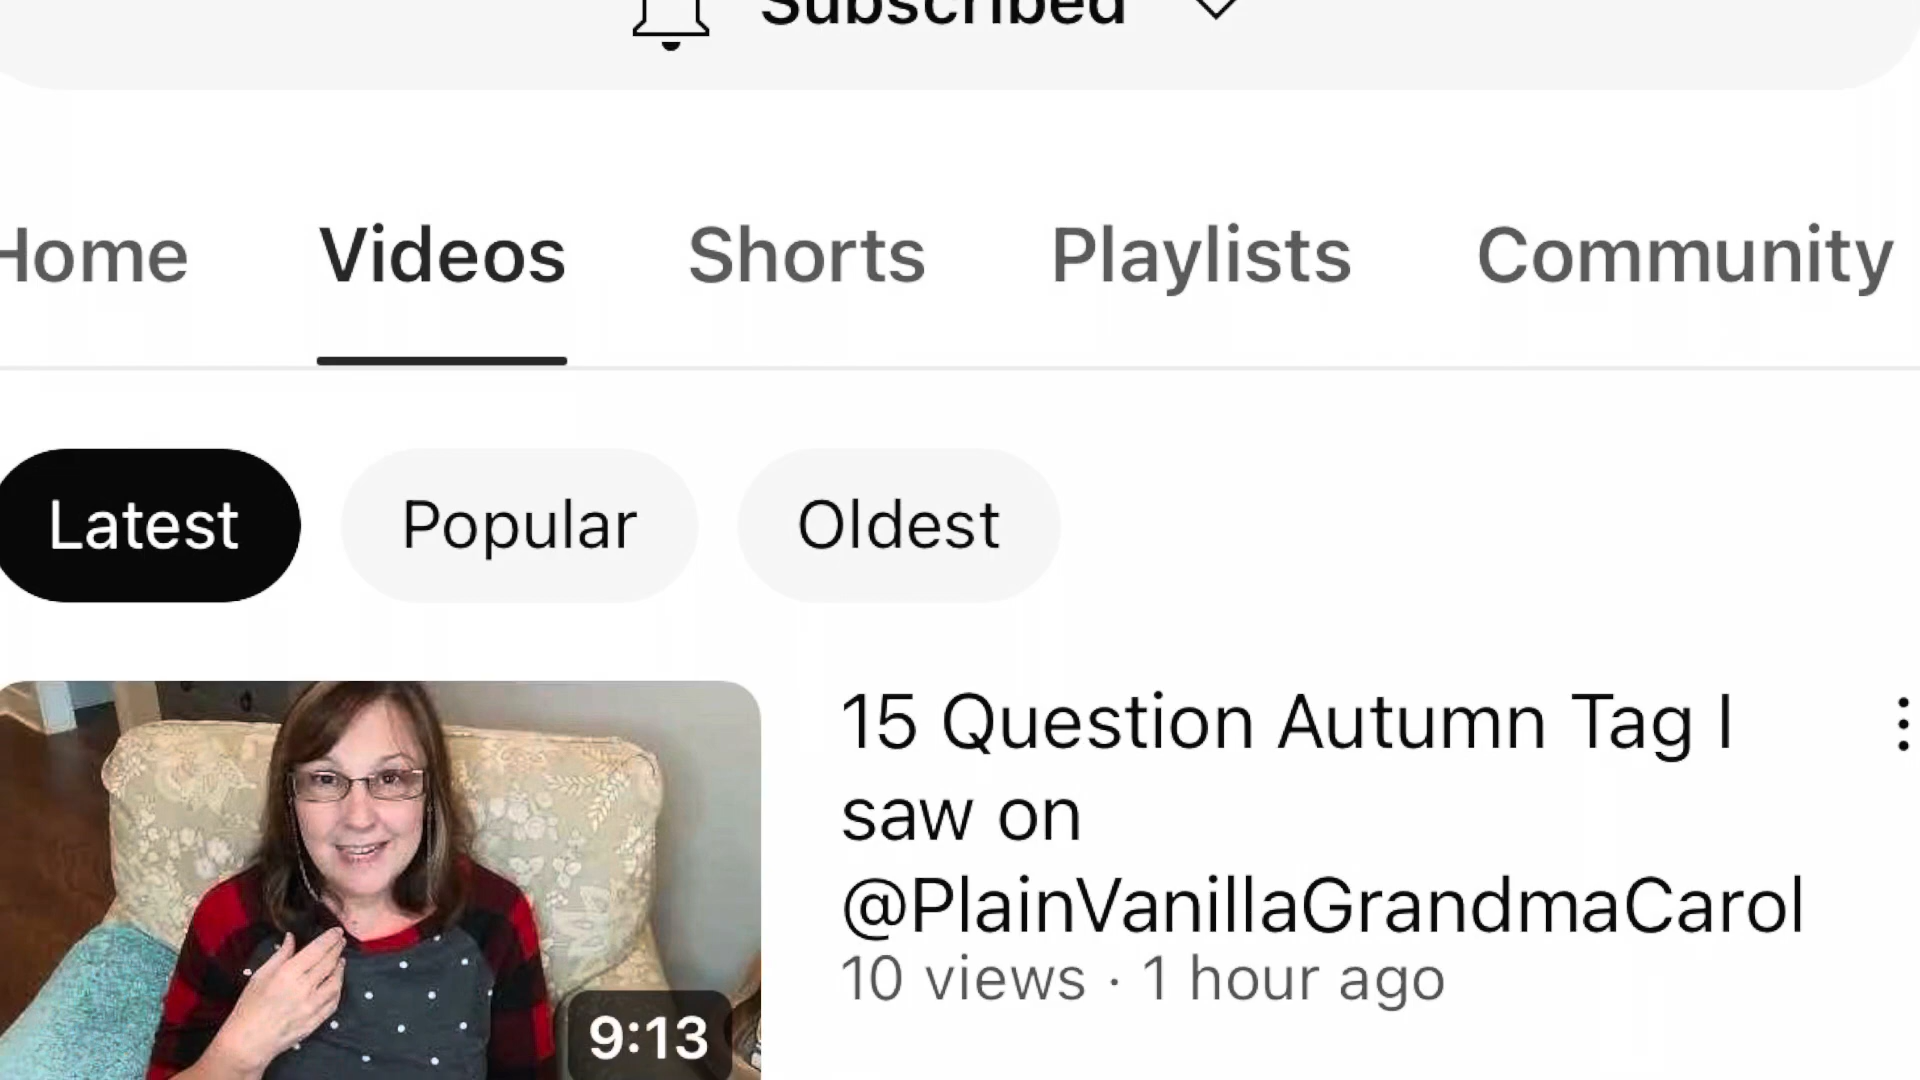 Subscribed
Home Videos Shorts Playlists Community
Latest Popular Oldest
15 Question Autumn Tag I
saw on
@PlainVanillaGrandmaCarol
10 views · 1 hour ago
9:13